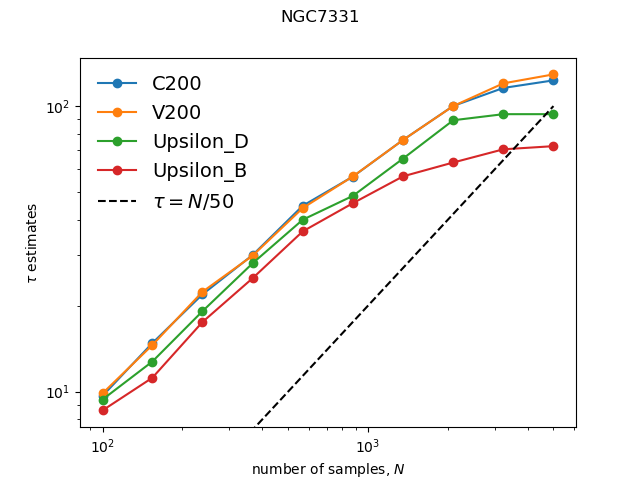 NGC7331
C200
V200
Upsilon_D
Upsilon_B
τ = N/50
10²
10¹
τ estimates
10² 10³
number of samples, N